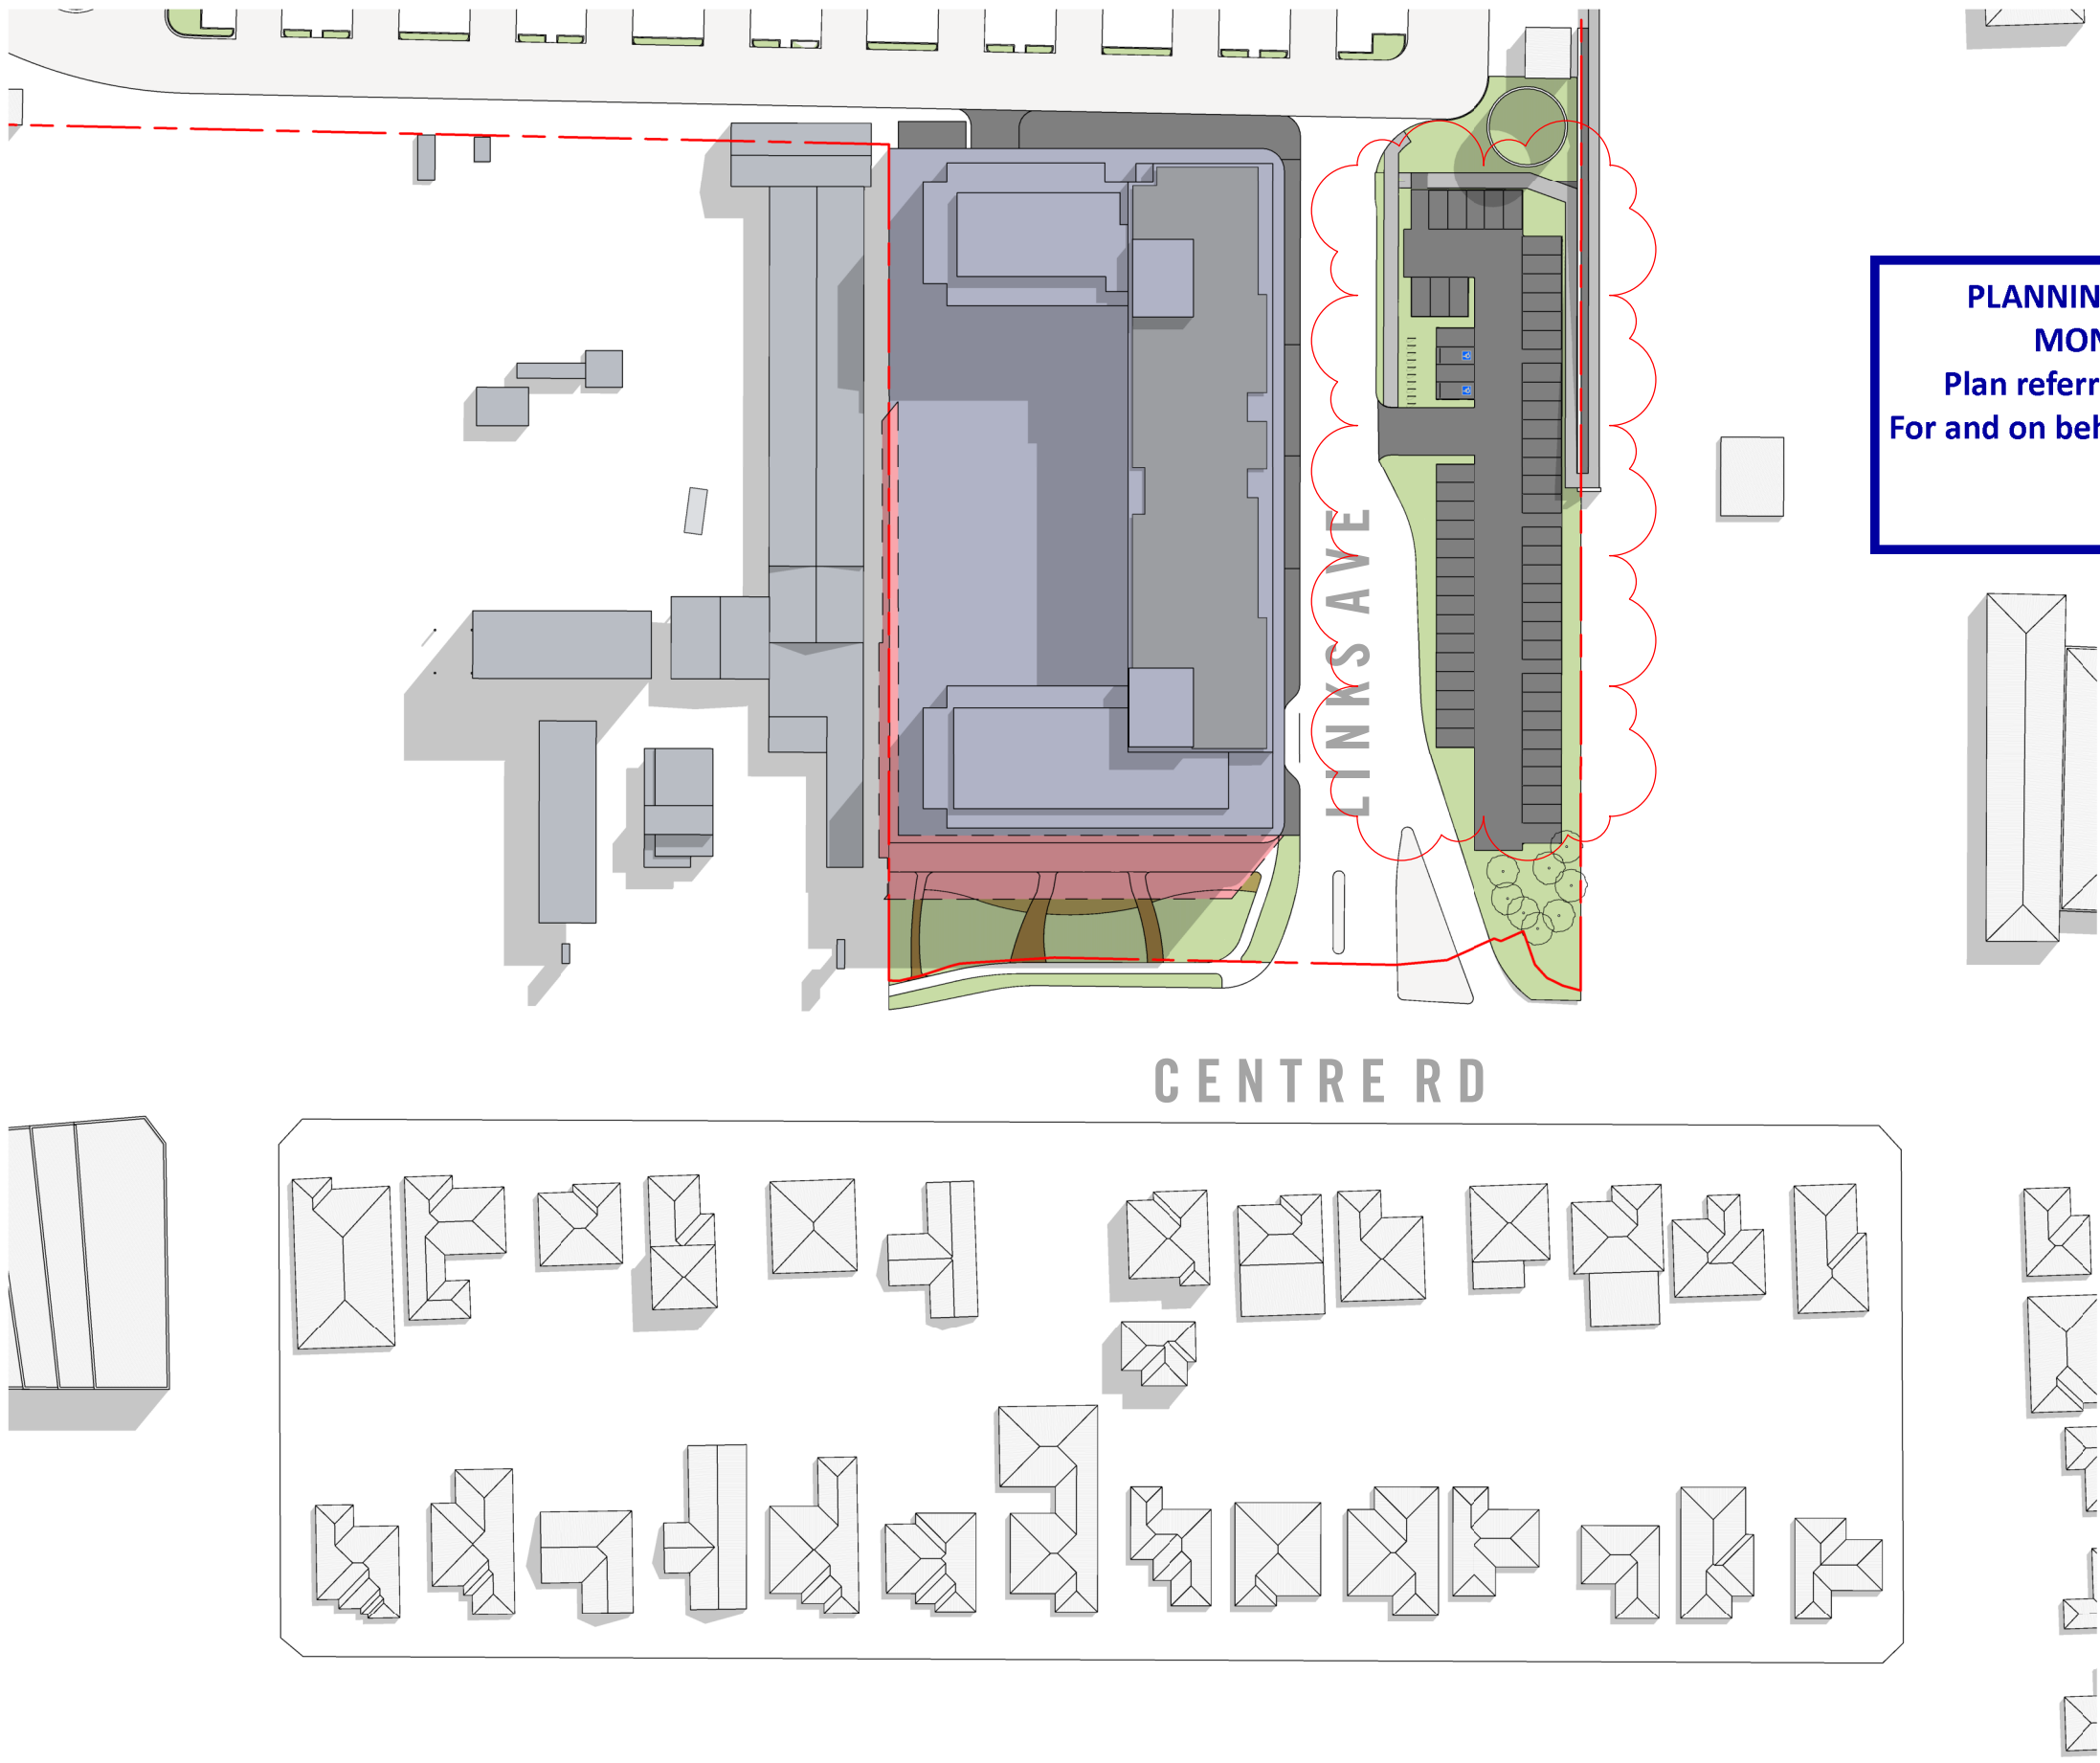 PLANNIN
MON
Plan referr
For and on beh
LINKS AVE
CENTRE RD